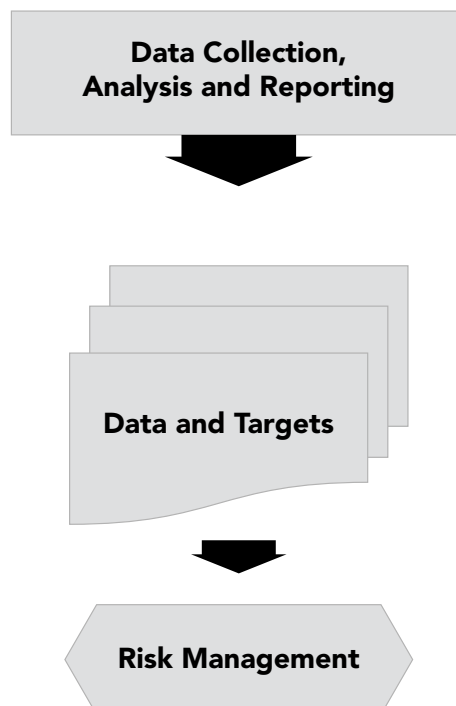 Data Collection,
Analysis and Reporting
Data and Targets
Risk Management